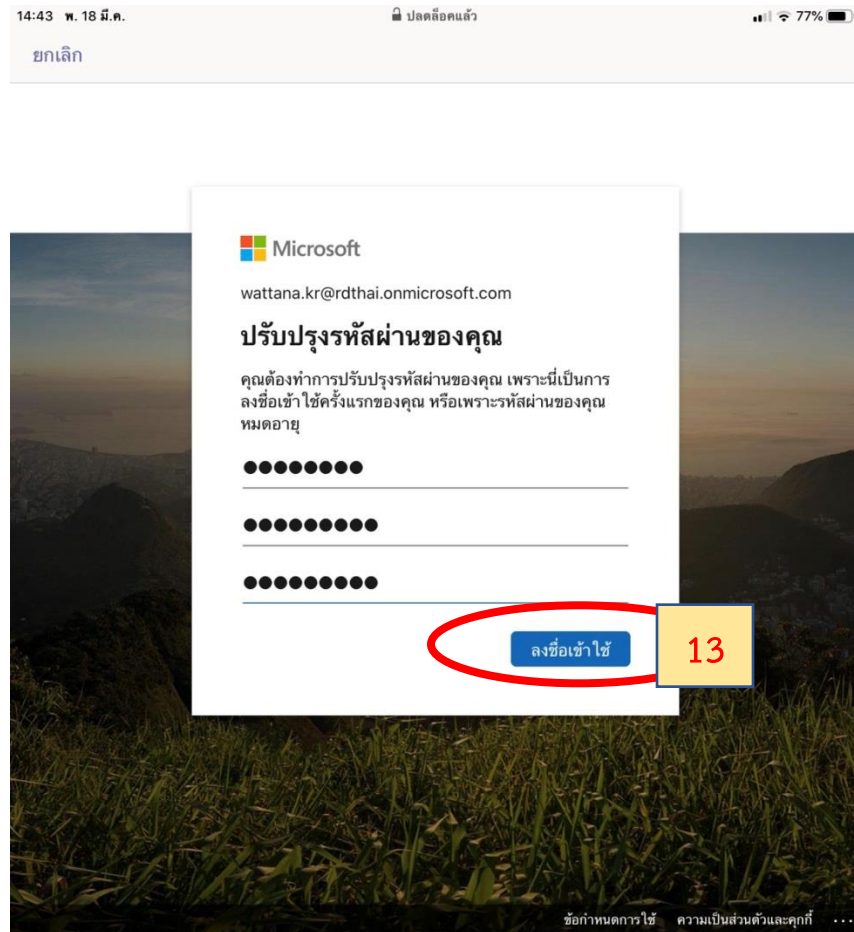 14:43 พ. 18 มี.ค.
ปลดล็อคแล้ว
77%
ยกเลิก
Microsoft
wattana.kr@rdthai.onmicrosoft.com
ปรับปรุงรหัสผ่านของคุณ
คุณต้องทำการปรับปรุงรหัสผ่านของคุณ เพราะนี่เป็นการ
ลงชื่อเข้าใช้ครั้งแรกของคุณ หรือเพราะรหัสผ่านของคุณ
หมดอายุ
●●●●●●●●
●●●●●●●●●
●●●●●●●●●
ลงชื่อเข้าใช้
13
ข้อกำหนดการใช้ ความเป็นส่วนตัวและคุกกี้ ...